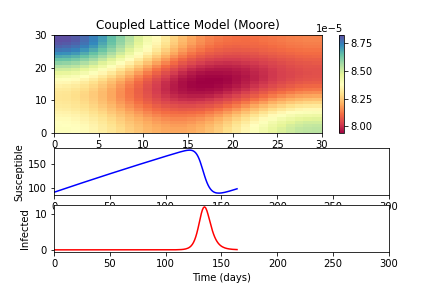 Coupled Lattice Model (Moore)
1e−5
30
20
10
0
0 5 10 15 20 25 30
8.75
8.50
8.25
8.00
Susceptible
150
100
0 50 100 150 200 250 300
Infected
10
0
0 50 100 150 200 250 300
Time (days)